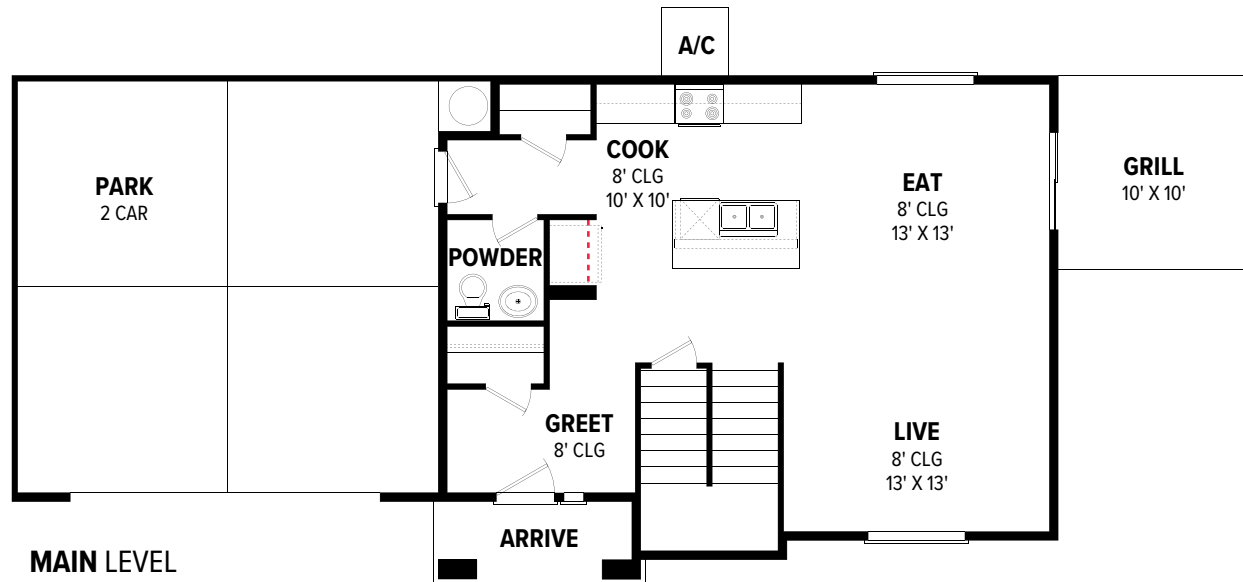 A/C
PARK
2 CAR
COOK
8' CLG
10' X 10'
EAT
8' CLG
13' X 13'
GRILL
10' X 10'
POWDER
GREET
8' CLG
LIVE
8' CLG
13' X 13'
ARRIVE
MAIN LEVEL